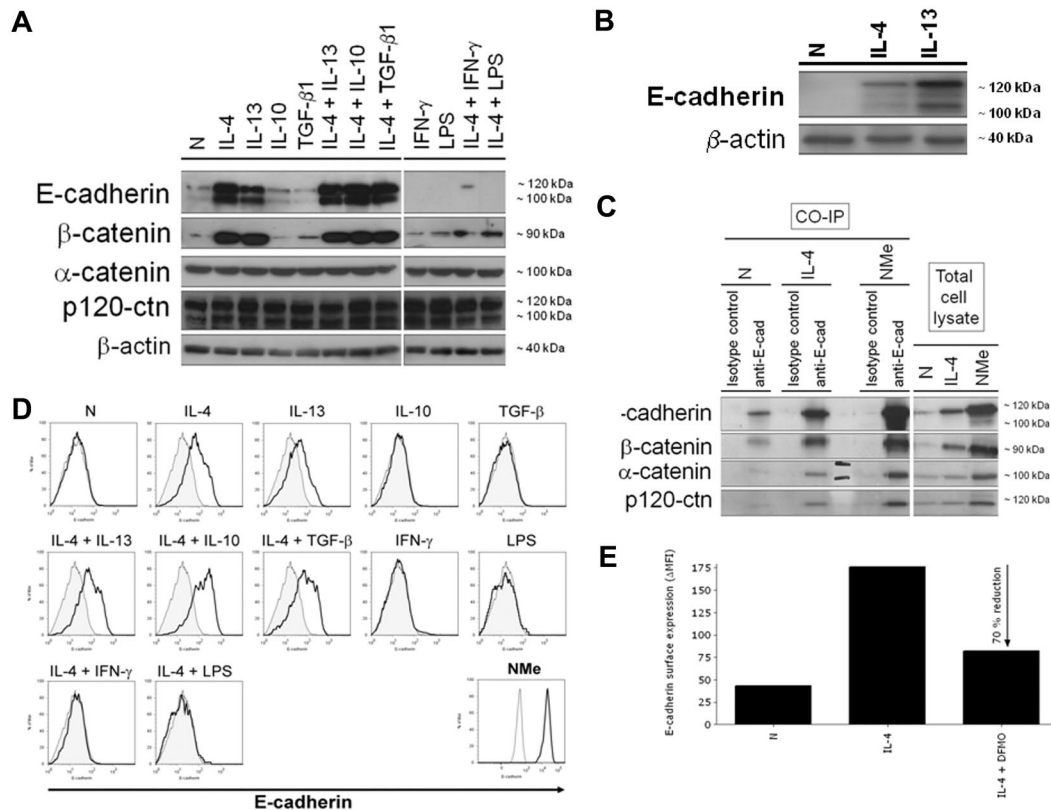 A
N
IL-4
IL-13
IL-10
TGF-β1
IL-4 + IL-13
IL-4 + IL-10
IL-4 + TGF-β1
IFN-γ
LPS
IL-4 + IFN-γ
IL-4 + LPS
E-cadherin
~ 120 kDa
~ 100 kDa
β-catenin
~ 90 kDa
α-catenin
~ 100 kDa
p120-ctn
~ 120 kDa
~ 100 kDa
β-actin
~ 40 kDa
B
N
IL-4
IL-13
E-cadherin
~ 120 kDa
~ 100 kDa
β-actin
~ 40 kDa
C
CO-IP
N
IL-4
NMe
Total
cell
lysate
Isotype control
anti-E-cad
Isotype control
anti-E-cad
Isotype control
anti-E-cad
N
IL-4
NMe
-cadherin
~ 120 kDa
~ 100 kDa
β-catenin
~ 90 kDa
α-catenin
~ 100 kDa
p120-ctn
~ 120 kDa
D
N
IL-4
IL-13
IL-10
TGF-β
IL-4 + IL-13
IL-4 + IL-10
IL-4 + TGF-β
IFN-γ
LPS
IL-4 + IFN-γ
IL-4 + LPS
NMe
E-cadherin
E
E-cadherin surface expression (ΔMFI)
175
150
125
100
75
50
25
0
70 % reduction
N
IL-4
IL-4 + DFMO